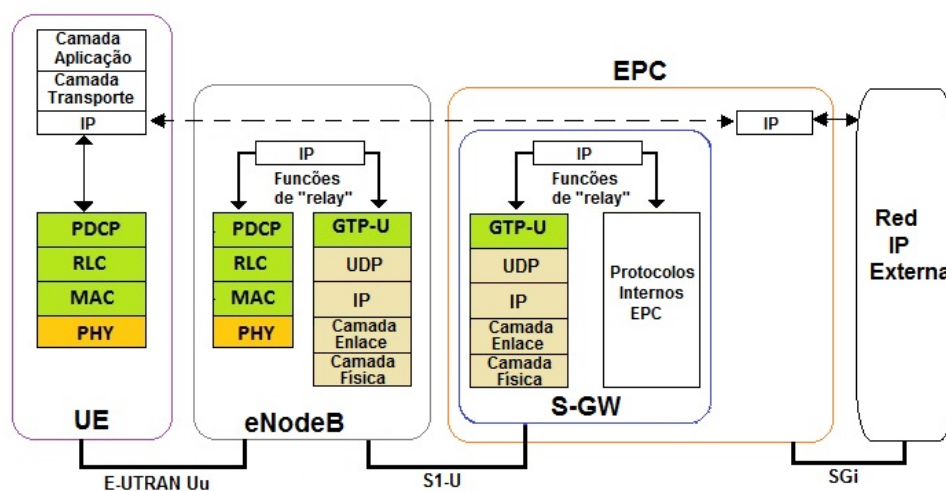 Camada
Aplicação
Camada
Transporte
IP
PDCP
RLC
MAC
PHY
UE
IP
Funcões
de "relay"
PDCP
RLC
MAC
PHY
GTP-U
UDP
IP
Camada
Enlace
Camada
Física
eNodeB
EPC
IP
IP
Funcões
de "relay"
GTP-U
UDP
IP
Camada
Enlace
Camada
Física
Protocolos
Internos
EPC
S-GW
Red
IP
Externa
E-UTRAN Uu
S1-U
SGi